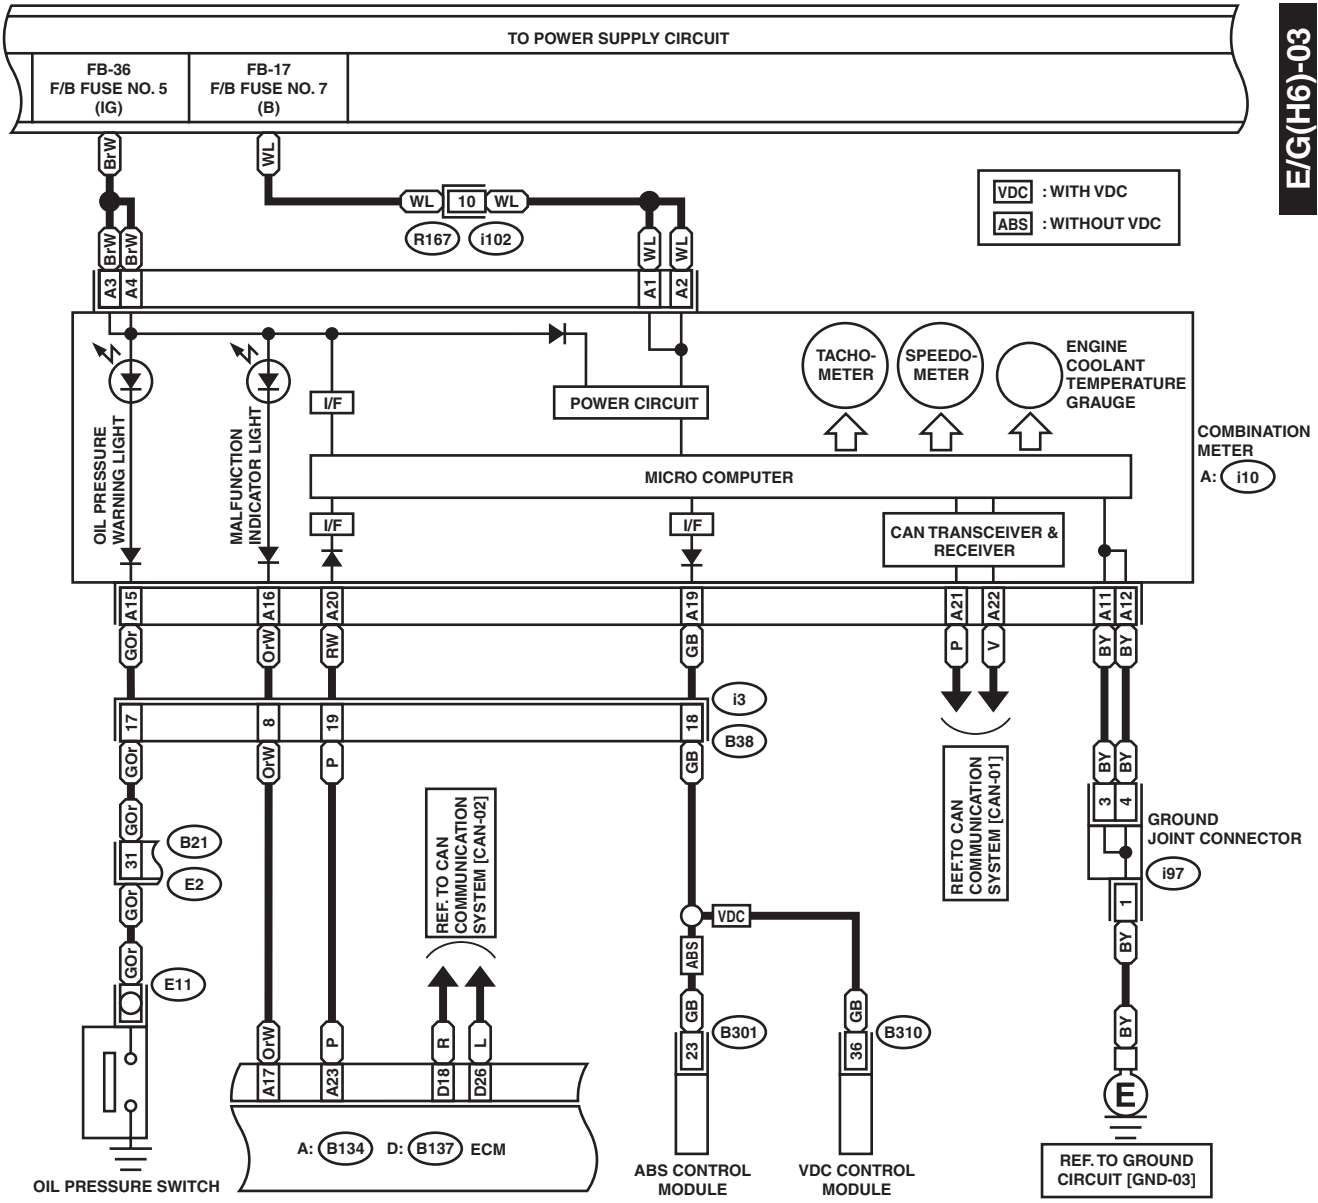 TO POWER SUPPLY CIRCUIT
E/G(H6)-03
FB-36
F/B FUSE NO. 5
(IG)
FB-17
F/B FUSE NO. 7
(B)
BrW
WL
VDC : WITH VDC
ABS : WITHOUT VDC
WL 10 WL
R167 i102
BrW BrW
WL WL
A3 A4
A1 A2
TACHO-
METER
SPEEDO-
METER
ENGINE
COOLANT
TEMPERATURE
GRAUGE
I/F
POWER CIRCUIT
OIL PRESSURE
WARNING LIGHT
MALFUNCTION
INDICATOR LIGHT
COMBINATION
METER
A: i10
MICRO COMPUTER
I/F
I/F
CAN TRANSCEIVER &
RECEIVER
A15 A16 A20 A19 A21 A22 A11 A12
GOr OrW RW GB P V BY BY
i3
17 8 19 18
B38
GOr OrW P GB
BY BY
REF. TO CAN
COMMUNICATION
SYSTEM [CAN-02]
REF.TO CAN
COMMUNICATION
SYSTEM [CAN-01]
3 4
GROUND
JOINT CONNECTOR
i97
GOr
B21
31
E2
GOr
1
VDC
ABS
BY
GOr
E11
GB
GB
B301
B310
23
36
OrW P R L
BY
A17 A23 D18 D26
E
A: B134 D: B137 ECM
OIL PRESSURE SWITCH
ABS CONTROL
MODULE
VDC CONTROL
MODULE
REF. TO GROUND
CIRCUIT [GND-03]